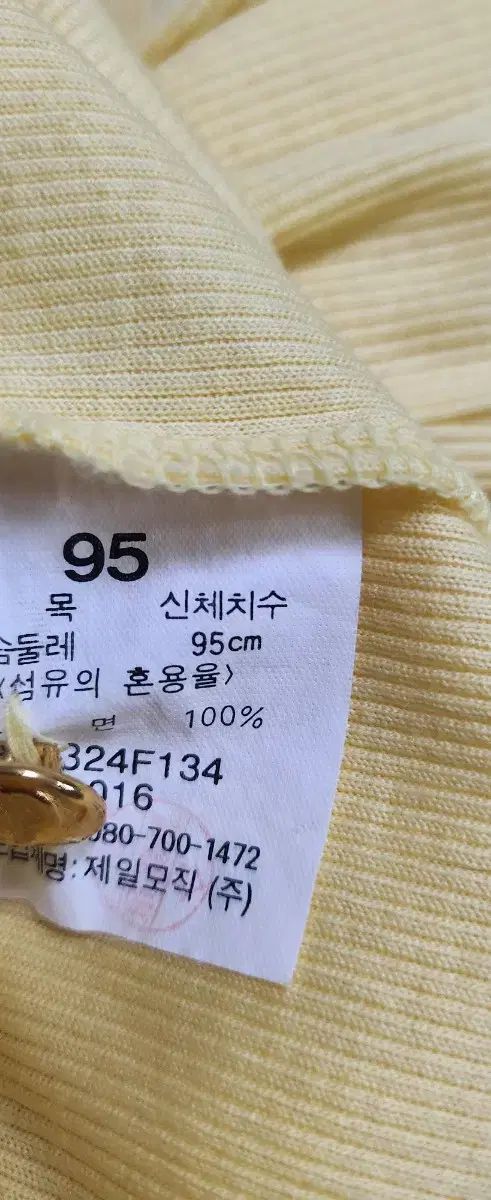 95
목 신체치수
슴둘레 95cm
〈섬유의 혼용율〉
면 100%
324F134
016
080-700-1472
명: 제일모직 (주)